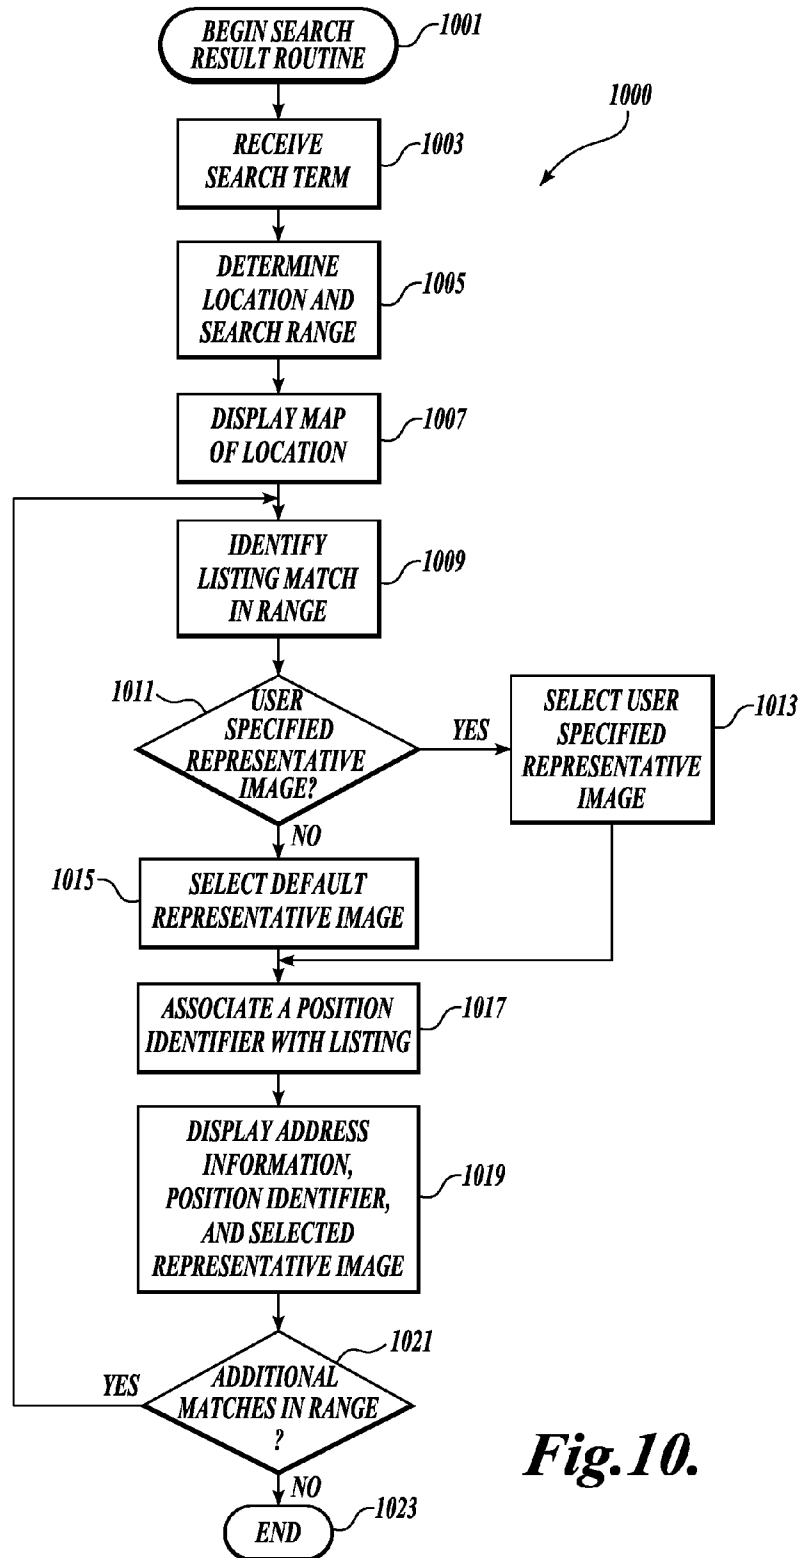 BEGIN SEARCH
RESULT ROUTINE
1001
1000
RECEIVE
SEARCH TERM
1003
DETERMINE
LOCATION AND
SEARCH RANGE
1005
DISPLAY MAP
OF LOCATION
1007
IDENTIFY
LISTING MATCH
IN RANGE
1009
1011
USER
SPECIFIED
REPRESENTATIVE
IMAGE?
YES
SELECT USER
SPECIFIED
REPRESENTATIVE
IMAGE
1013
NO
1015
SELECT DEFAULT
REPRESENTATIVE IMAGE
ASSOCIATE A POSITION
IDENTIFIER WITH LISTING
1017
DISPLAY ADDRESS
INFORMATION,
POSITION IDENTIFIER,
AND SELECTED
REPRESENTATIVE IMAGE
1019
1021
YES
ADDITIONAL
MATCHES IN RANGE
?
NO
END
1023
Fig.10.